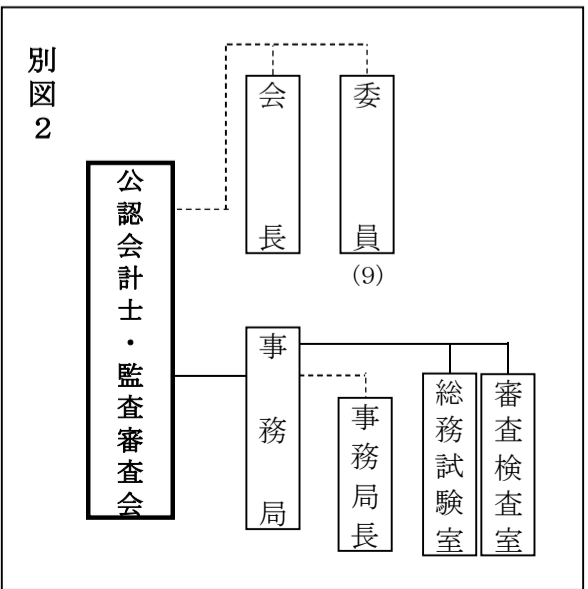 別図2
公認会計士・監査審査会
会長
委員
(9)
事務局
事務局長
総務試験室
審査検査室